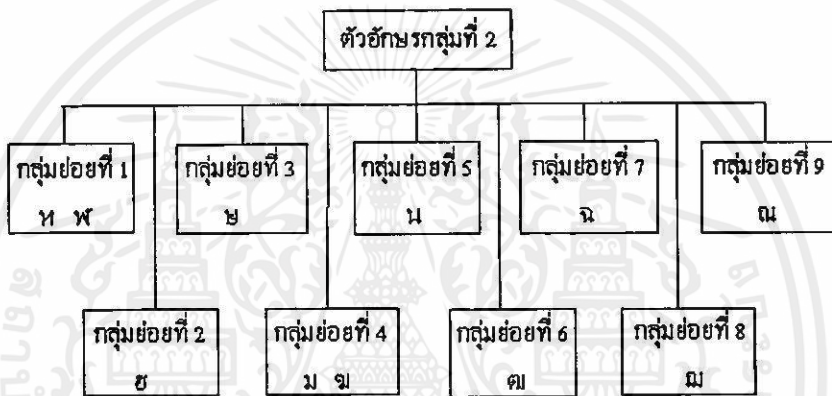 ตัวอักษรกลุ่มที่ 2
กลุ่มย่อยที่ 1
ห ฬ
กลุ่มย่อยที่ 3
ษ
กลุ่มย่อยที่ 5
น
กลุ่มย่อยที่ 7
ฉ
กลุ่มย่อยที่ 9
ณ
กลุ่มย่อยที่ 2
ฮ
กลุ่มย่อยที่ 4
ม ฆ
กลุ่มย่อยที่ 6
ฒ
กลุ่มย่อยที่ 8
ฌ